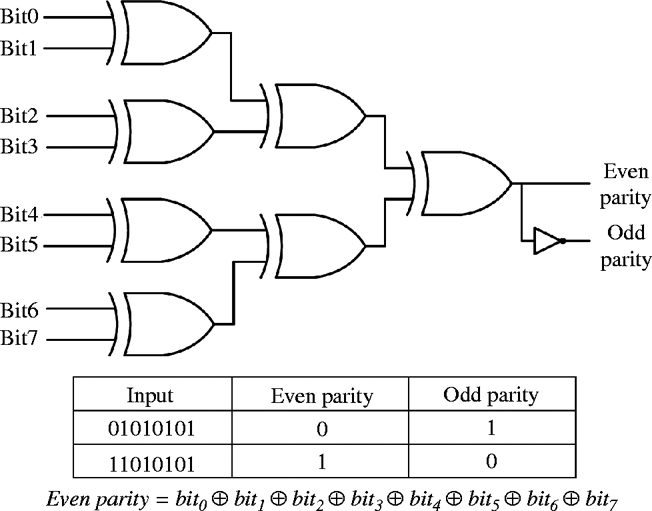 Bit0
Bit1
Bit2
Bit3
Bit4
Bit5
Bit6
Bit7
Even
parity
Odd
parity
Input Even parity Odd parity
01010101 0 1
11010101 1 0
Even parity = bit₀ ⊕ bit₁ ⊕ bit₂ ⊕ bit₃ ⊕ bit₄ ⊕ bit₅ ⊕ bit₆ ⊕ bit₇